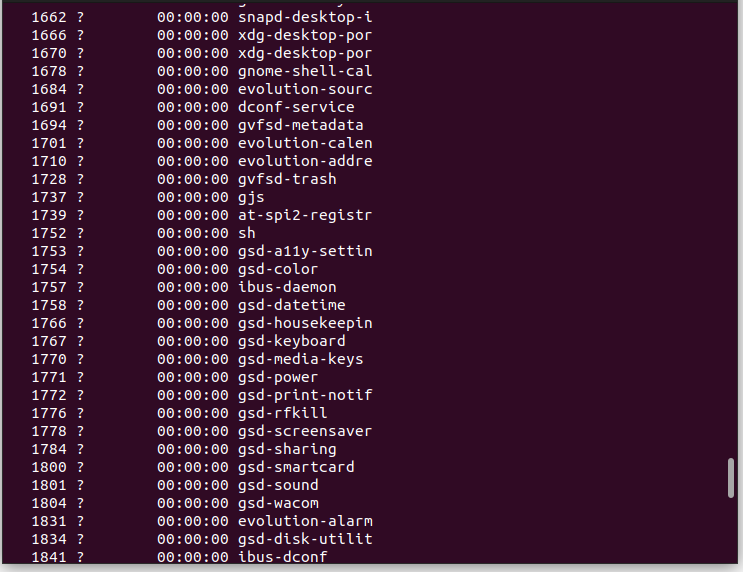 1662 ? 00:00:00 snapd-desktop-i
1666 ? 00:00:00 xdg-desktop-por
1670 ? 00:00:00 xdg-desktop-por
1678 ? 00:00:00 gnome-shell-cal
1684 ? 00:00:00 evolution-sourc
1691 ? 00:00:00 dconf-service
1694 ? 00:00:00 gvfsd-metadata
1701 ? 00:00:00 evolution-calen
1710 ? 00:00:00 evolution-addre
1728 ? 00:00:00 gvfsd-trash
1737 ? 00:00:00 gjs
1739 ? 00:00:00 at-spi2-registr
1752 ? 00:00:00 sh
1753 ? 00:00:00 gsd-a11y-settin
1754 ? 00:00:00 gsd-color
1757 ? 00:00:00 ibus-daemon
1758 ? 00:00:00 gsd-datetime
1766 ? 00:00:00 gsd-housekeepin
1767 ? 00:00:00 gsd-keyboard
1770 ? 00:00:00 gsd-media-keys
1771 ? 00:00:00 gsd-power
1772 ? 00:00:00 gsd-print-notif
1776 ? 00:00:00 gsd-rfkill
1778 ? 00:00:00 gsd-screensaver
1784 ? 00:00:00 gsd-sharing
1800 ? 00:00:00 gsd-smartcard
1801 ? 00:00:00 gsd-sound
1804 ? 00:00:00 gsd-wacom
1831 ? 00:00:00 evolution-alarm
1834 ? 00:00:00 gsd-disk-utilit
1841 ? 00:00:00 ibus-dconf